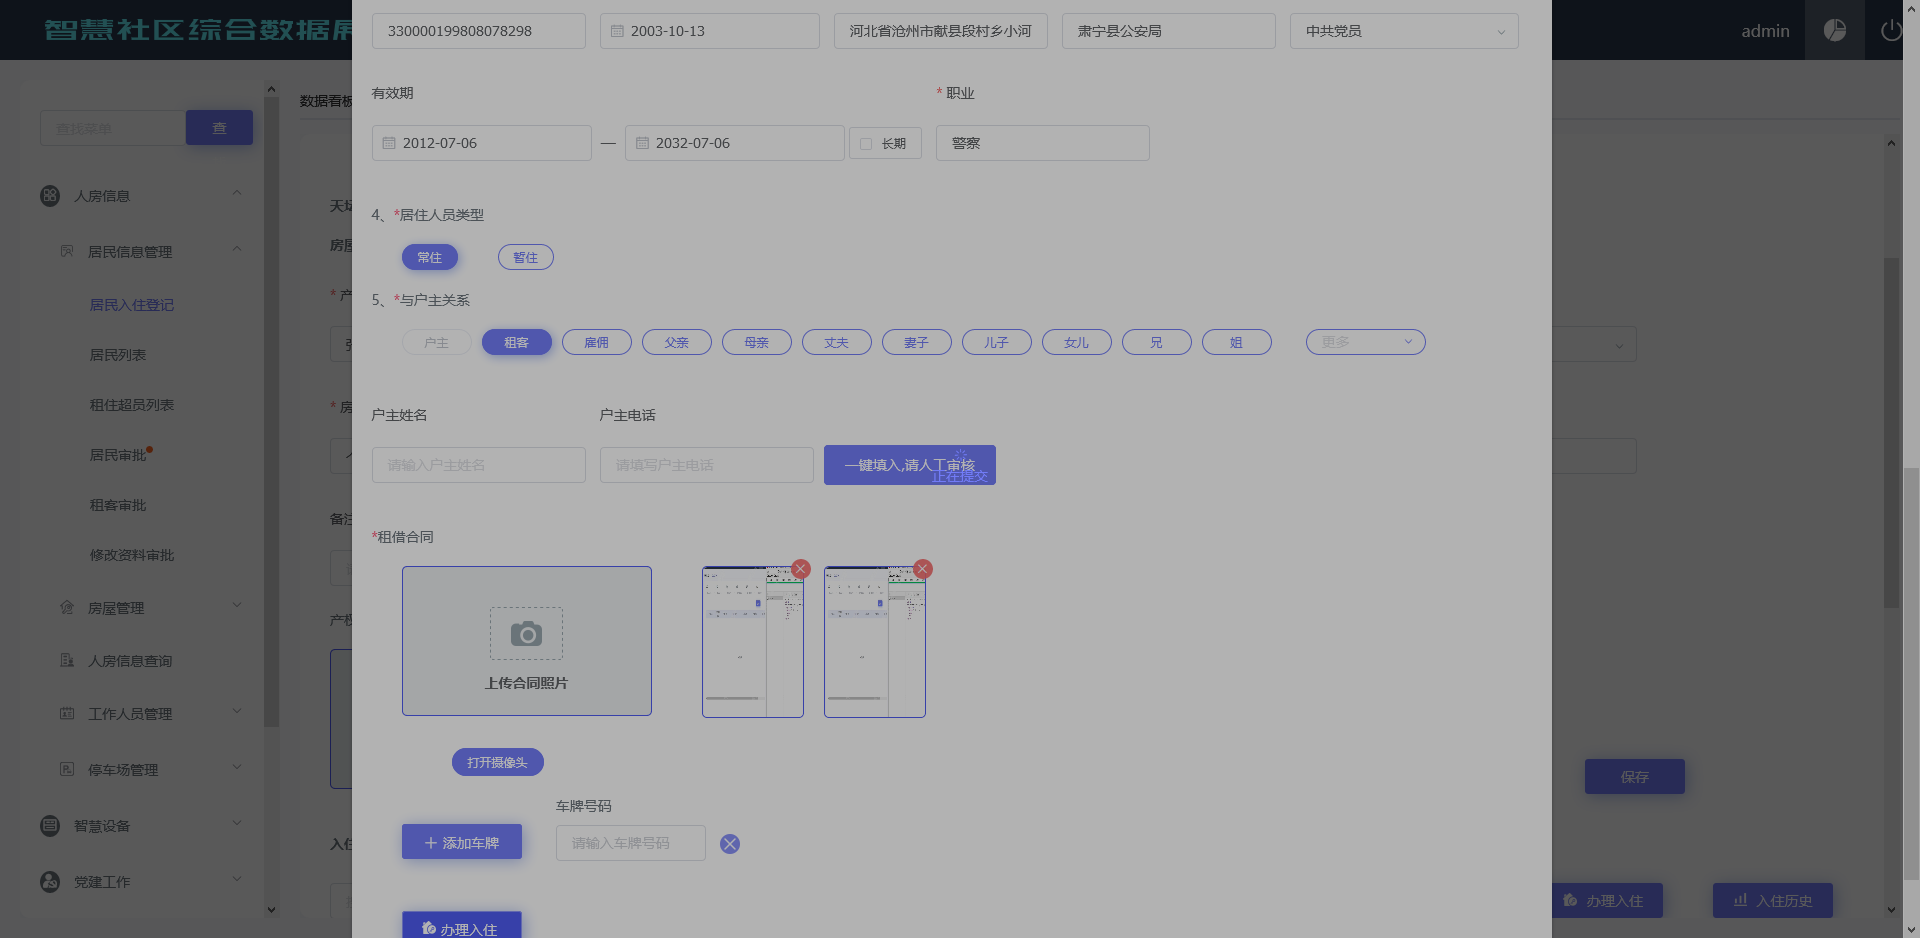 智慧社区综合数据展
admin
330000199808078298
2003-10-13
河北省沧州市献县段村乡小河
肃宁县公安局
中共党员
查找菜单
查
数据看板
有效期
* 职业
2012-07-06
—
2032-07-06
长期
警察
人房信息
居民信息管理
居民入住登记
居民列表
租住超员列表
居民审批
租客审批
修改资料审批
房屋管理
人房信息查询
工作人员管理
停车场管理
智慧设备
党建工作
房屋
* 产
* 房
备注
产权
入住
4、*居住人员类型
常住
暂住
5、*与户主关系
户主
租客
雇佣
父亲
母亲
丈夫
妻子
儿子
女儿
兄
姐
更多
户主姓名
户主电话
请输入户主姓名
请填写户主电话
一键填入,请人工审核
正在提交
*租借合同
上传合同照片
打开摄像头
车牌号码
添加车牌
请输入车牌号码
办理入住
保存
办理入住
入住历史